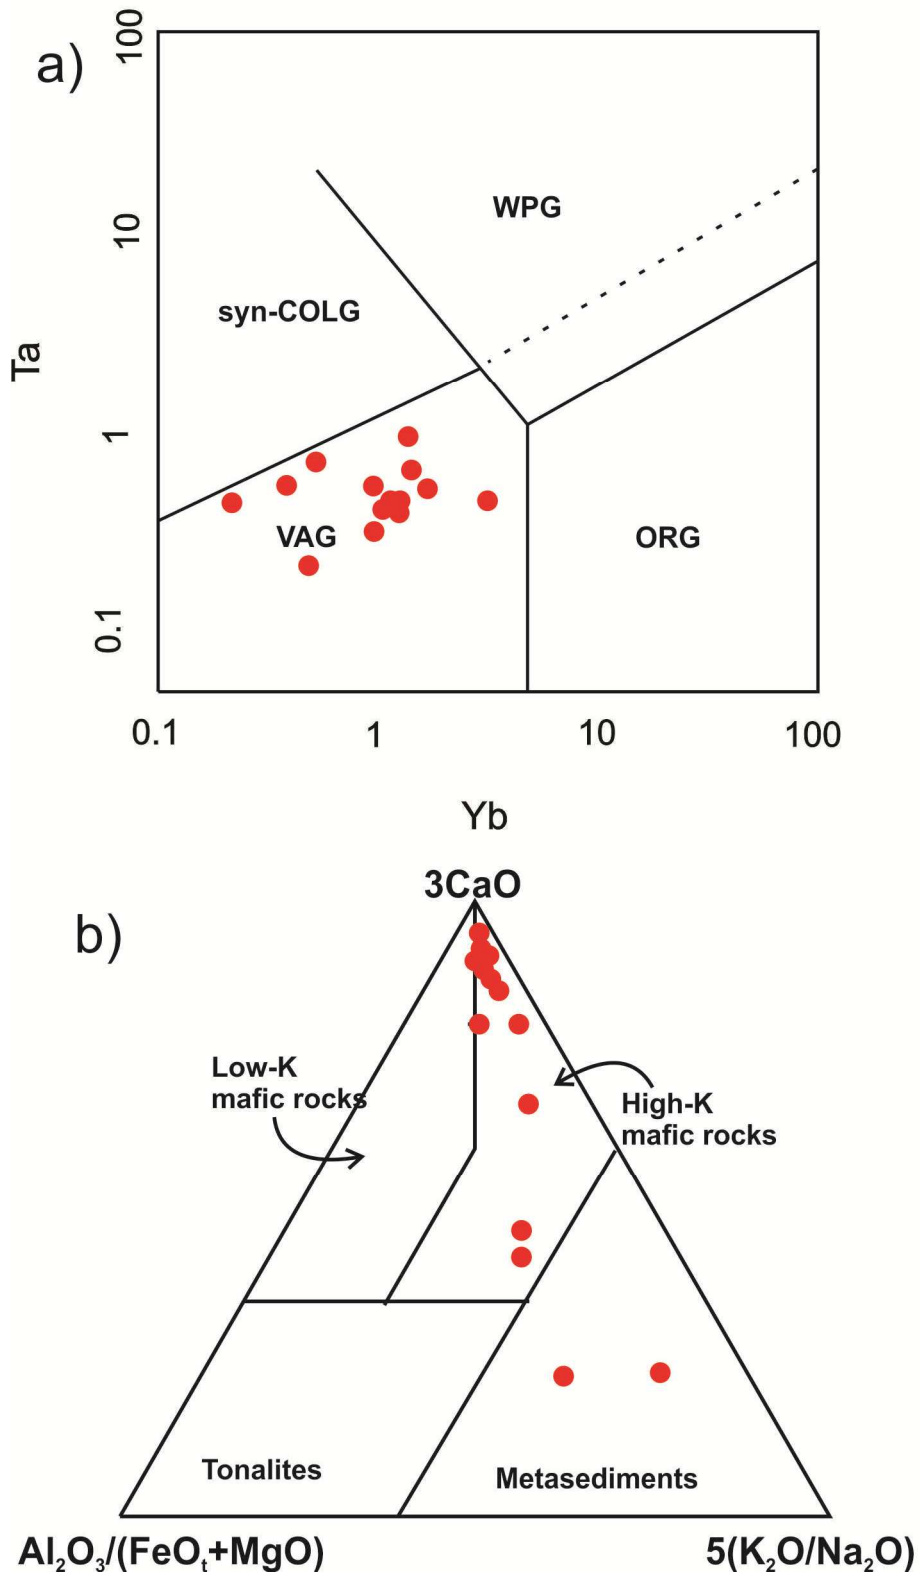 a)
100
10
1
0.1
Ta
WPG
syn-COLG
VAG
ORG
0.1 1 10 100
Yb
b)
3CaO
Low-K
mafic rocks
High-K
mafic rocks
Tonalites
Metasediments
Al₂O₃/(FeOₜ+MgO)
5(K₂O/Na₂O)